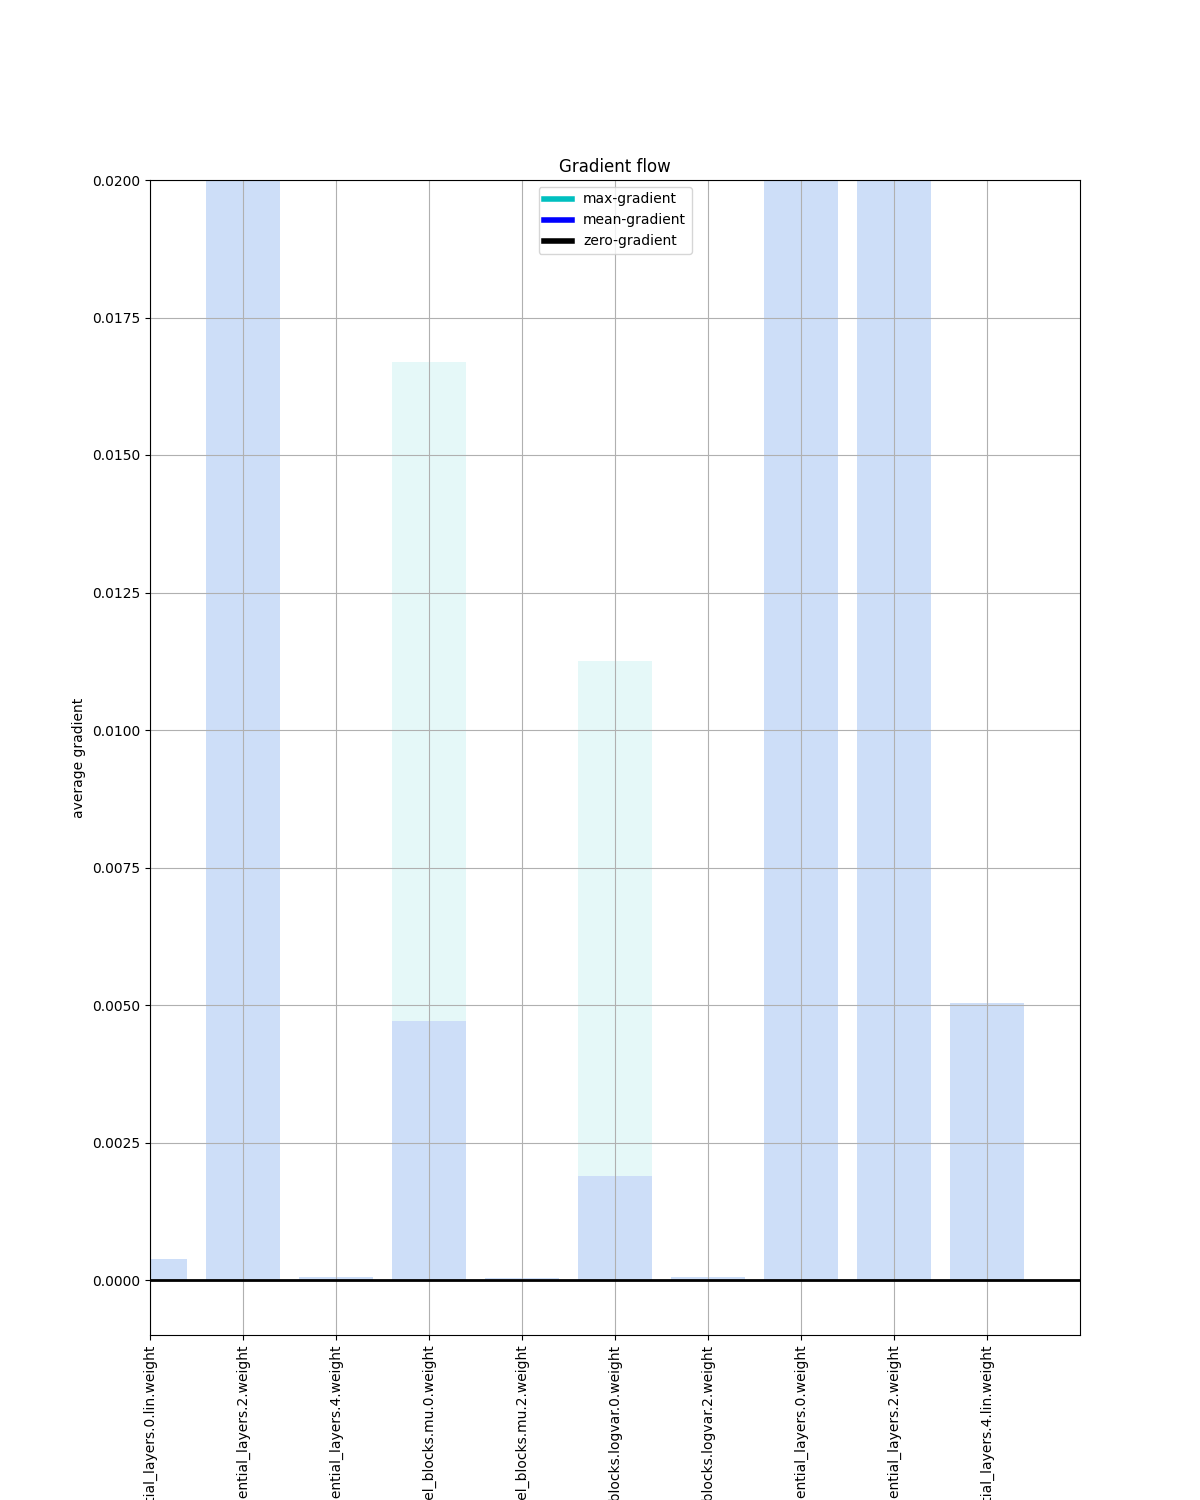 Gradient flow
max-gradient
mean-gradient
zero-gradient
0.0200
0.0175
0.0150
0.0125
0.0100
0.0075
0.0050
0.0025
0.0000
average gradient
tial_layers.0.lin.weight
ential_layers.2.weight
ential_layers.4.weight
el_blocks.mu.0.weight
el_blocks.mu.2.weight
blocks.logvar.0.weight
blocks.logvar.2.weight
ential_layers.0.weight
ential_layers.2.weight
tial_layers.4.lin.weight